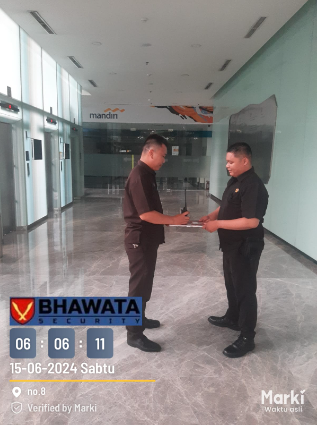 mandiri
BHAWATA
SECURITY
06 : 06 : 11
15-06-2024 Sabtu
no.8
Verified by Marki
Marki
Waktu asli